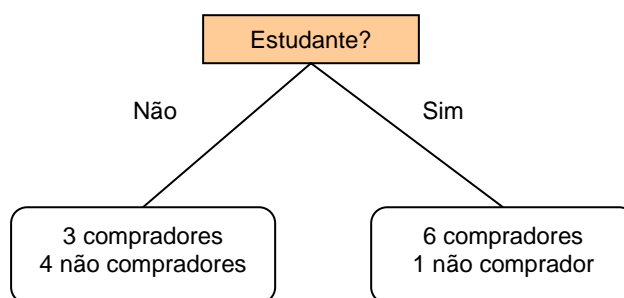 Estudante?
Não
Sim
3 compradores
4 não compradores
6 compradores
1 não comprador